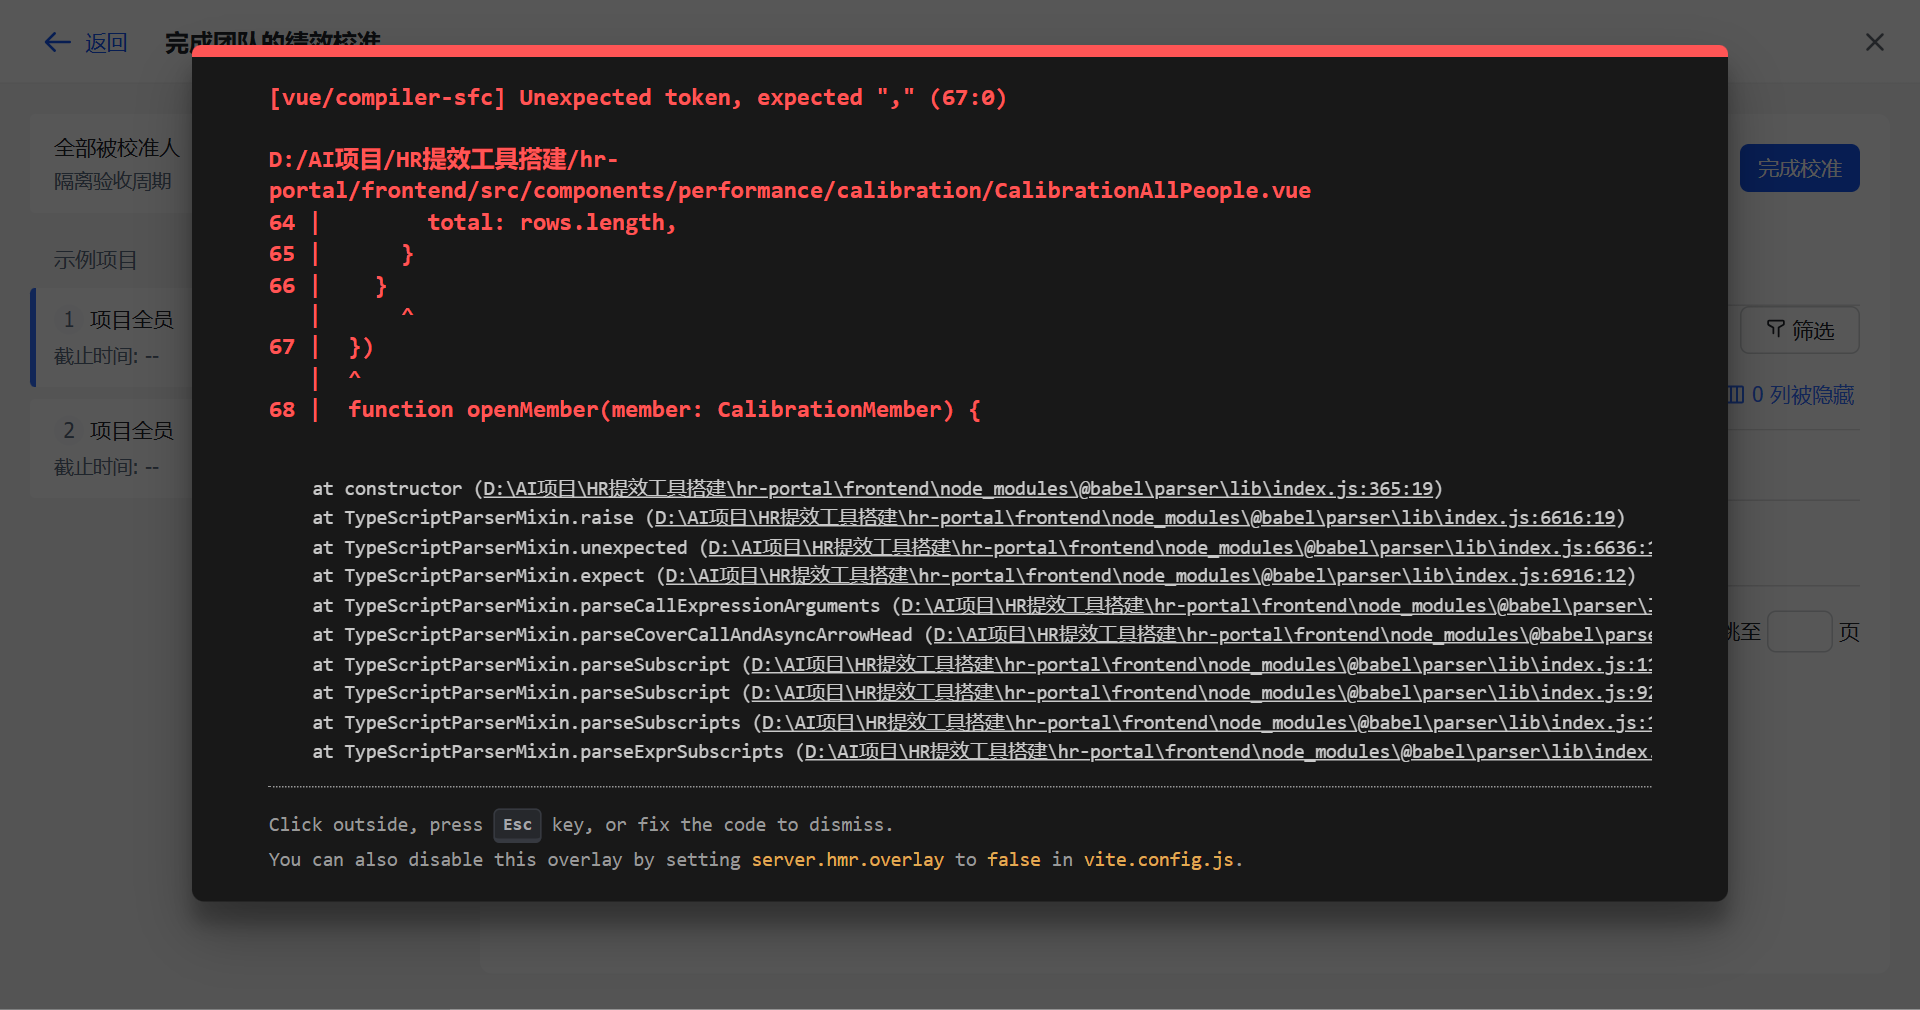 返回
完成团队的绩效校准
全部被校准人
隔离验收周期
完成校准
示例项目
1 项目全员
截止时间: --
2 项目全员
截止时间: --
筛选
0 列被隐藏
跳至 页
[vue/compiler-sfc] Unexpected token, expected "," (67:0)
D:/AI项目/HR提效工具搭建/hr-
portal/frontend/src/components/performance/calibration/CalibrationAllPeople.vue
64 | total: rows.length,
65 | }
66 | }
| ^
67 | })
| ^
68 | function openMember(member: CalibrationMember) {
at constructor (D:\AI项目\HR提效工具搭建\hr-portal\frontend\node_modules\@babel\parser\lib\index.js:365:19)
at TypeScriptParserMixin.raise (D:\AI项目\HR提效工具搭建\hr-portal\frontend\node_modules\@babel\parser\lib\index.js:6616:19)
at TypeScriptParserMixin.unexpected (D:\AI项目\HR提效工具搭建\hr-portal\frontend\node_modules\@babel\parser\lib\index.js:6636:1
at TypeScriptParserMixin.expect (D:\AI项目\HR提效工具搭建\hr-portal\frontend\node_modules\@babel\parser\lib\index.js:6916:12)
at TypeScriptParserMixin.parseCallExpressionArguments (D:\AI项目\HR提效工具搭建\hr-portal\frontend\node_modules\@babel\parser\l
at TypeScriptParserMixin.parseCoverCallAndAsyncArrowHead (D:\AI项目\HR提效工具搭建\hr-portal\frontend\node_modules\@babel\parse
at TypeScriptParserMixin.parseSubscript (D:\AI项目\HR提效工具搭建\hr-portal\frontend\node_modules\@babel\parser\lib\index.js:11
at TypeScriptParserMixin.parseSubscript (D:\AI项目\HR提效工具搭建\hr-portal\frontend\node_modules\@babel\parser\lib\index.js:92
at TypeScriptParserMixin.parseSubscripts (D:\AI项目\HR提效工具搭建\hr-portal\frontend\node_modules\@babel\parser\lib\index.js:1
at TypeScriptParserMixin.parseExprSubscripts (D:\AI项目\HR提效工具搭建\hr-portal\frontend\node_modules\@babel\parser\lib\index.
Click outside, press Esc key, or fix the code to dismiss.
You can also disable this overlay by setting server.hmr.overlay to false in vite.config.js.